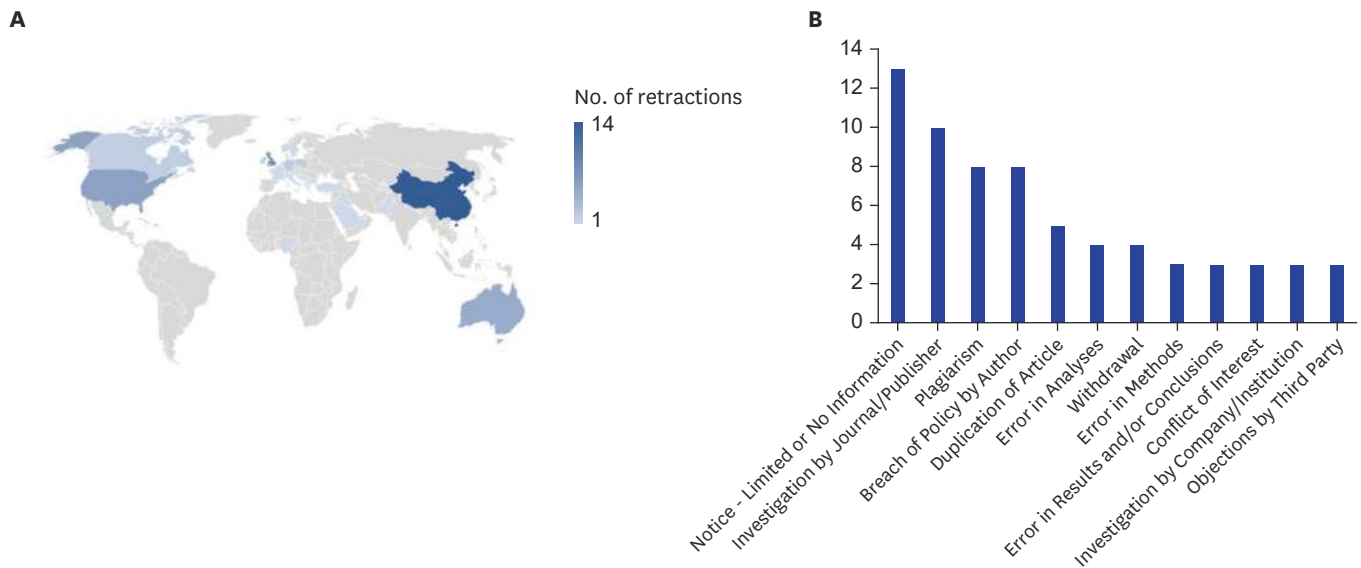 A
No. of retractions
14
1
B
14
12
10
8
6
4
2
0
Notice - Limited or No Information
Investigation by Journal/Publisher
Plagiarism
Breach of Policy by Author
Duplication of Article
Error in Analyses
Withdrawal
Error in Methods
Error in Results and/or Conclusions
Conflict of Interest
Investigation by Company/Institution
Objections by Third Party